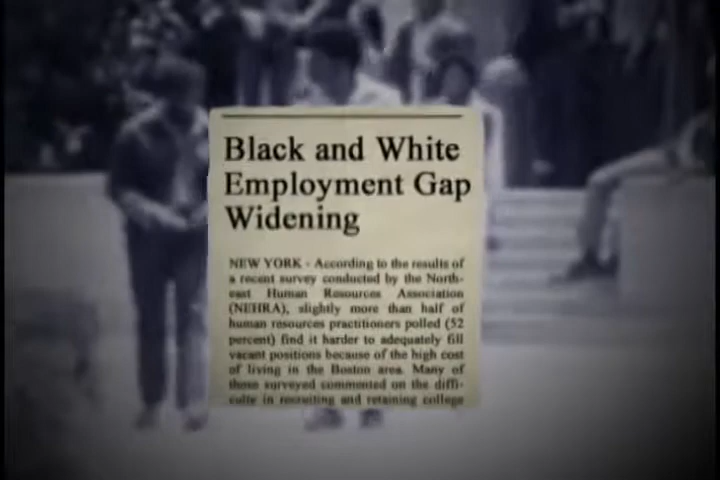 Black and White
Employment Gap
Widening
NEW YORK - According to the results of
a recent survey conducted by the North-
east Human Resources Association
(NEHRA), slightly more than half of
human resources practitioners polled (52
percent) find it harder to adequately fill
vacant positions because of the high cost
of living in the Boston area. Many of
those surveyed commented on the diffi-
culty in recruiting and retaining college